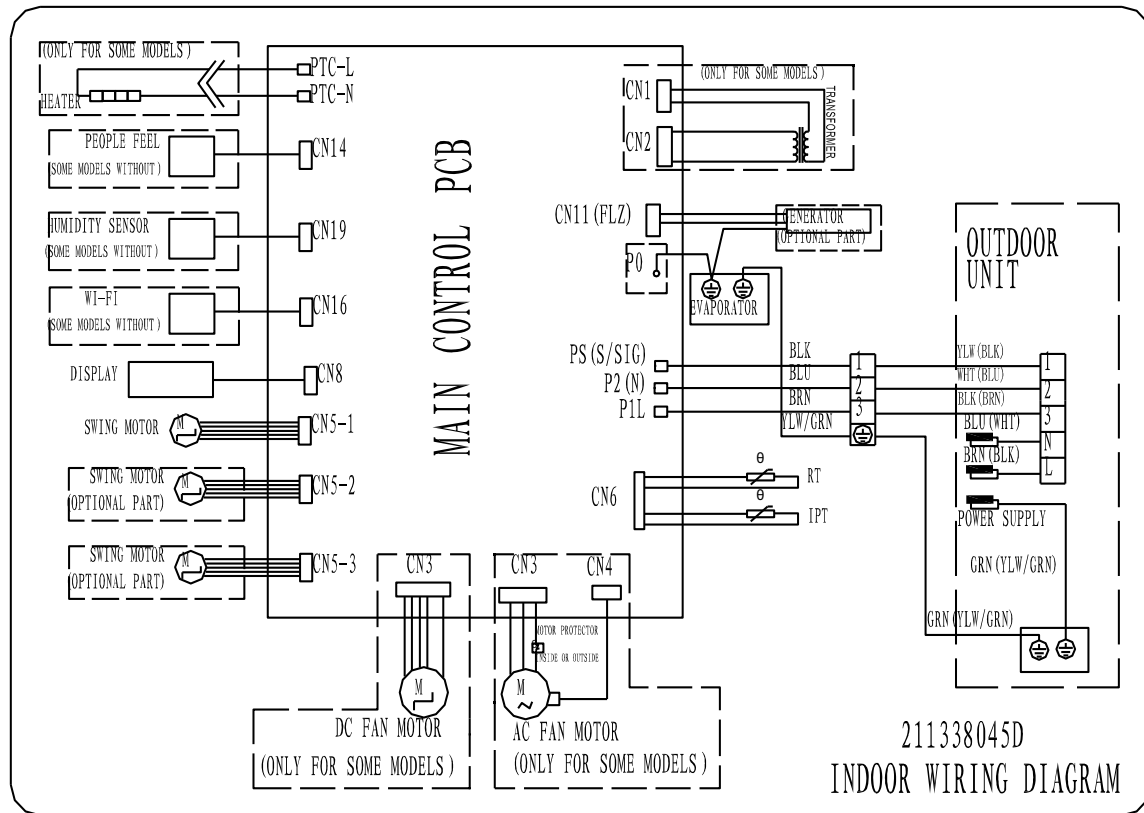 (ONLY FOR SOME MODELS)
HEATER
PTC-L
PTC-N
PEOPLE FEEL
(SOME MODELS WITHOUT)
CN14
HUMIDITY SENSOR
(SOME MODELS WITHOUT)
CN19
WI-FI
(SOME MODELS WITHOUT)
CN16
DISPLAY
CN8
SWING MOTOR
M
CN5-1
SWING MOTOR
(OPTIONAL PART)
M
CN5-2
SWING MOTOR
(OPTIONAL PART)
M
CN5-3
MAIN CONTROL PCB
(ONLY FOR SOME MODELS)
CN1
CN2
TRANSFORMER
CN11(FLZ)
GENERATOR
(OPTIONAL PART)
P0
EVAPORATOR
PS(S/SIG)
P2(N)
P1L
BLK
BLU
BRN
YLW/GRN
1
2
3
OUTDOOR
UNIT
YLW(BLK)
WHT(BLU)
BLK(BRN)
BLU(WHT)
BRN(BLK)
1
2
3
N
L
POWER SUPPLY
GRN(YLW/GRN)
GRN(YLW/GRN)
CN6
θ
RT
θ
IPT
CN3
M
DC FAN MOTOR
(ONLY FOR SOME MODELS)
CN3
CN4
MOTOR PROTECTOR
INSIDE OR OUTSIDE
M
AC FAN MOTOR
(ONLY FOR SOME MODELS)
211338045D
INDOOR WIRING DIAGRAM